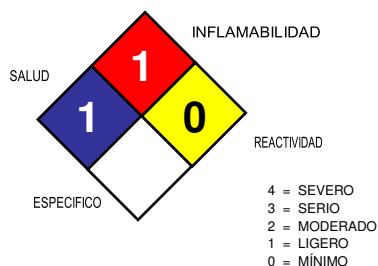 INFLAMABILIDAD
1
SALUD
1
0
REACTIVIDAD
ESPECIFICO
4 = SEVERO
3 = SERIO
2 = MODERADO
1 = LIGERO
0 = MÍNIMO